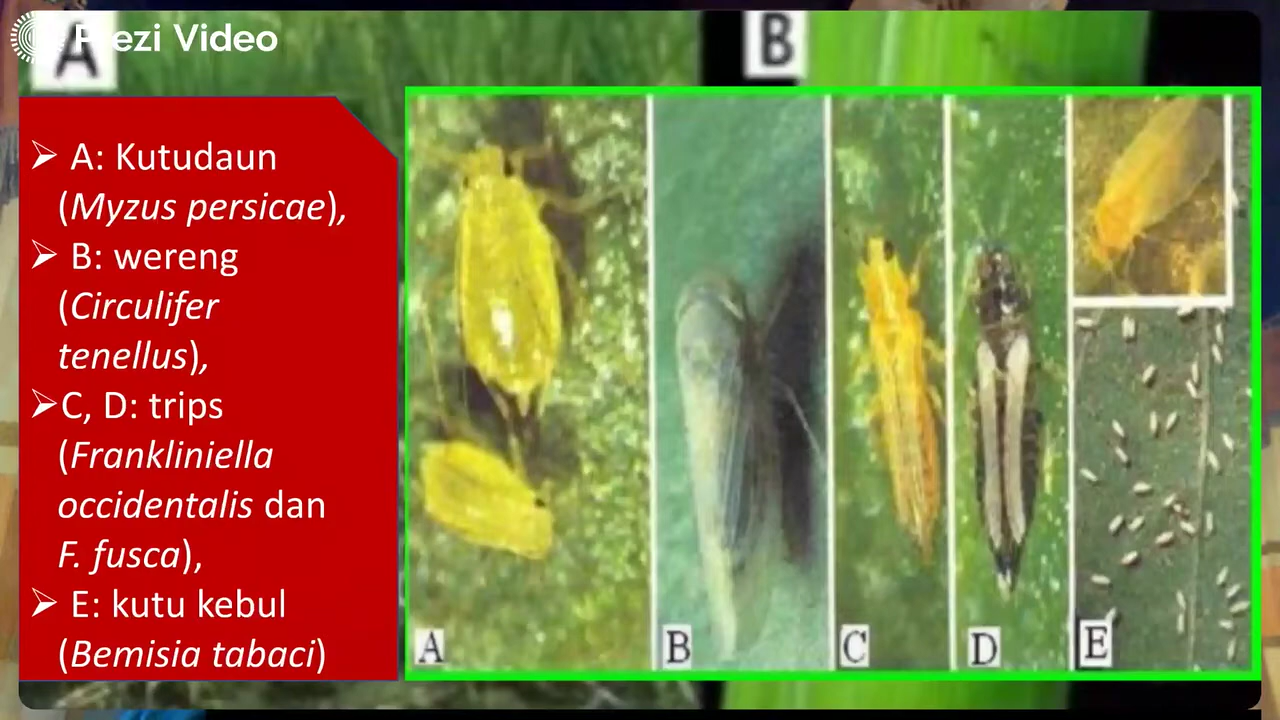 A
Prezi Video
B
➢ A: Kutudaun
(Myzus persicae),
➢ B: wereng
(Circulifer
tenellus),
➢C, D: trips
(Frankliniella
occidentalis dan
F. fusca),
➢ E: kutu kebul
(Bemisia tabaci)
A
B
C
D
E